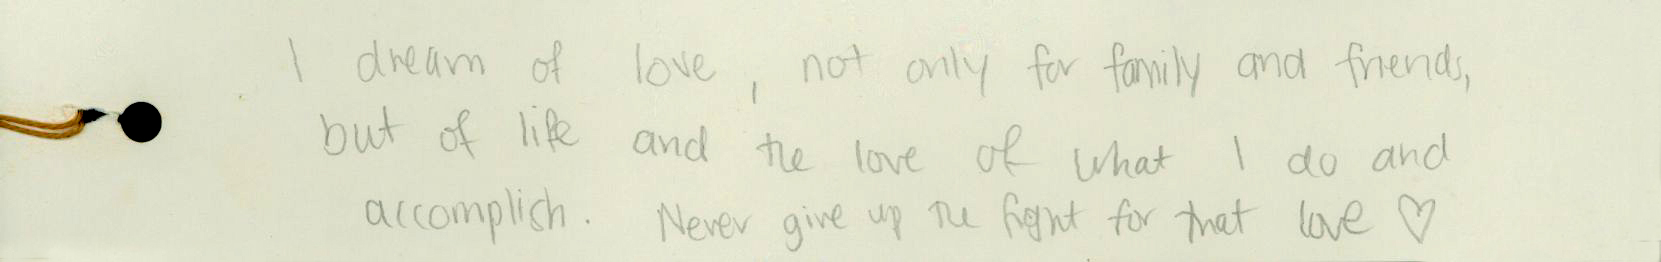 I dream of love, not only for family and friends,
but of life and the love of what I do and
accomplish. Never give up the fight for that love ♡